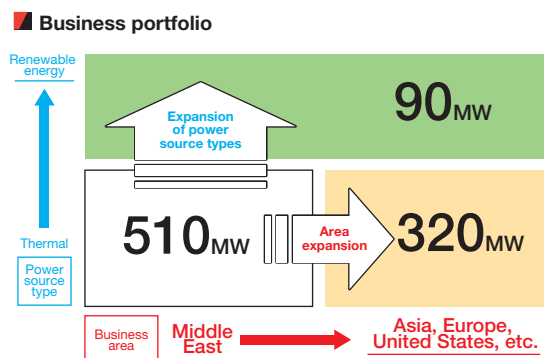 Business portfolio
Renewable
energy
Expansion
of power
source types
90MW
Thermal
510MW
Area
expansion
320MW
Power
source
type
Business
area
Middle
East
Asia, Europe,
United States, etc.